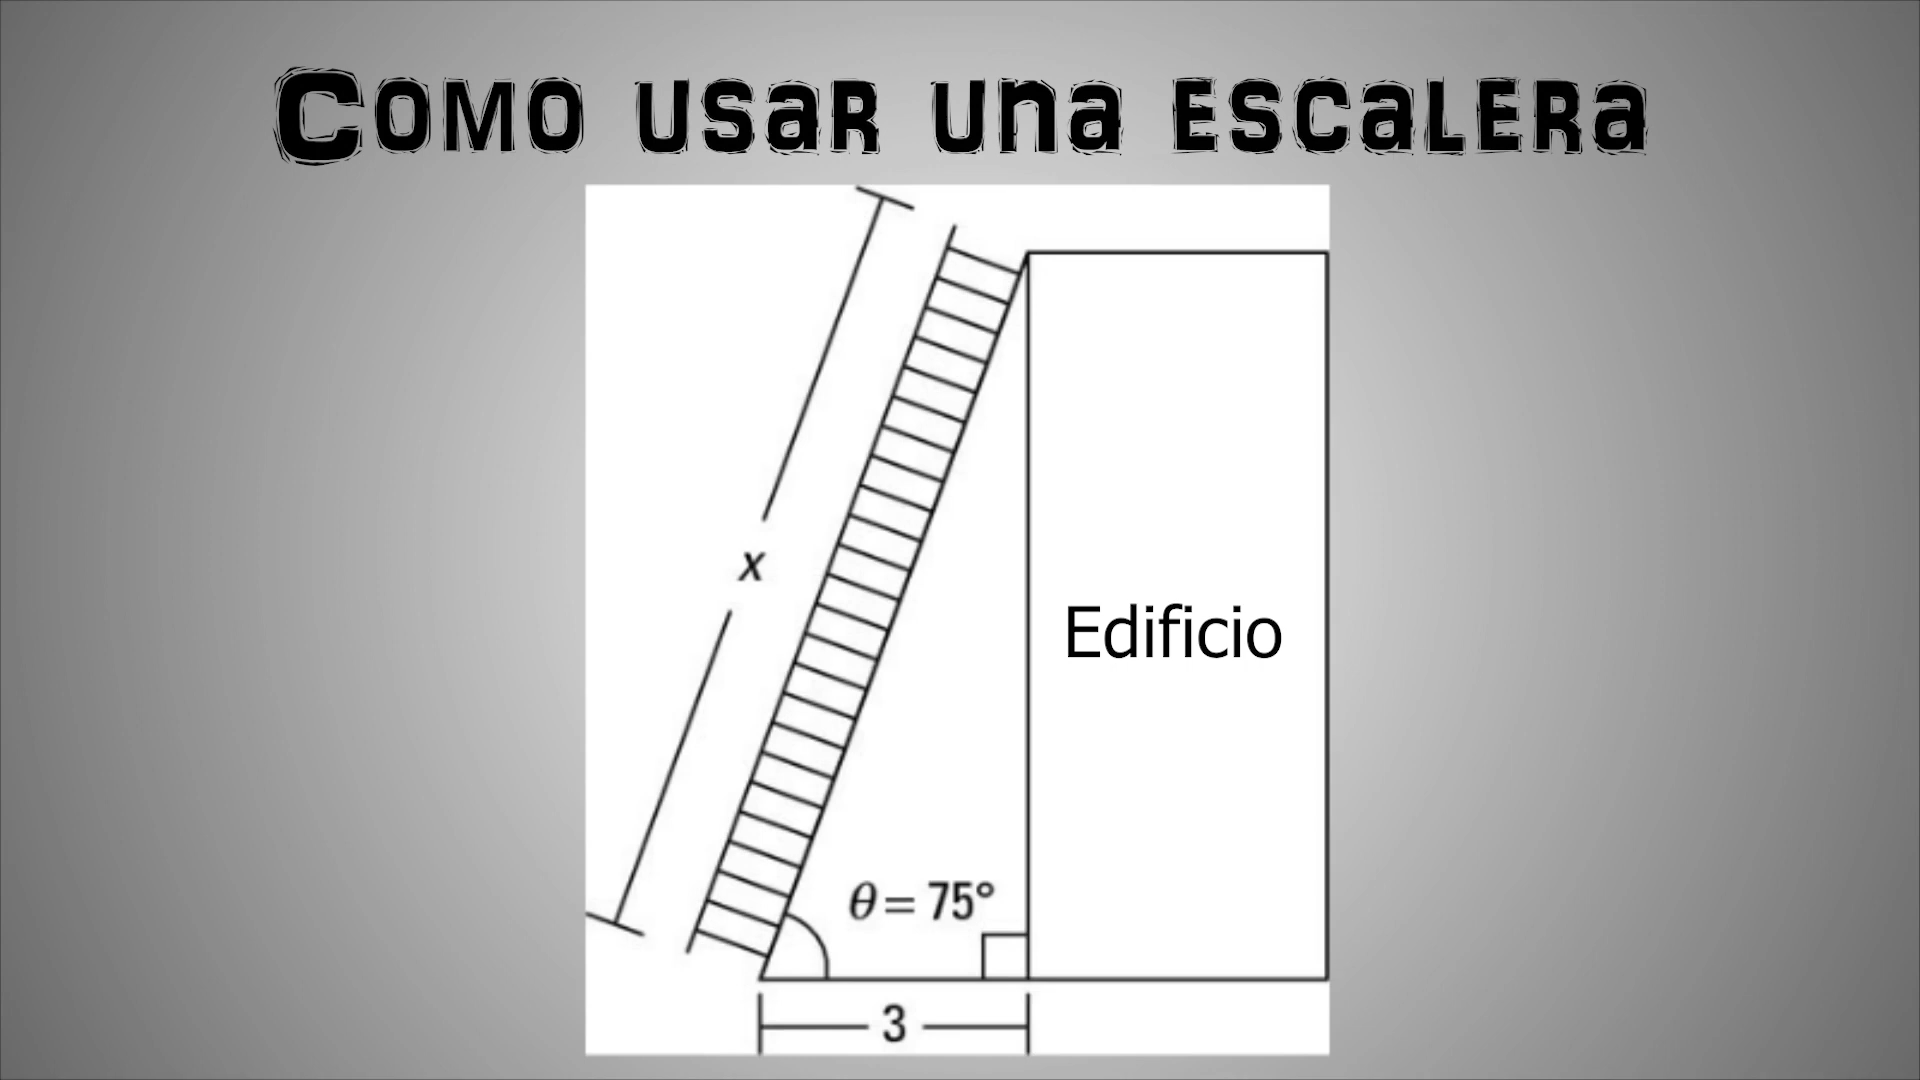 Como usar una escalera
x
Edificio
θ = 75°
3